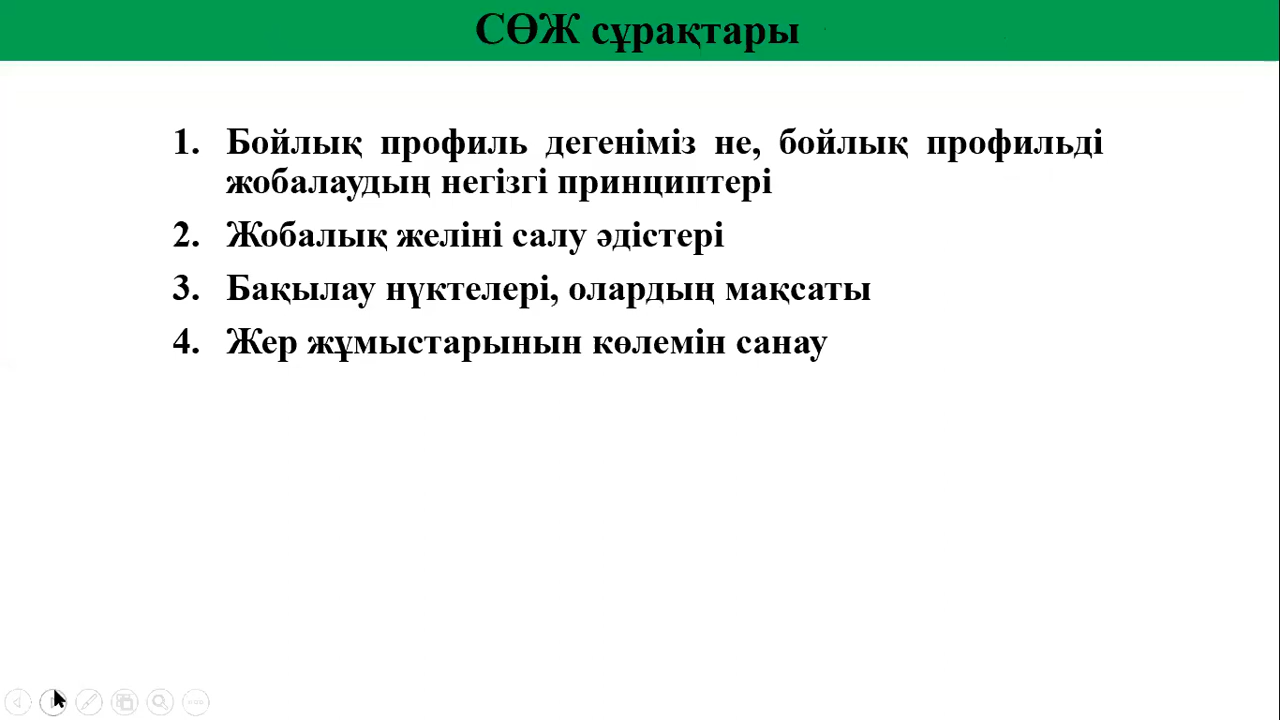 СӨЖ сұрақтары
1. Бойлық профиль дегеніміз не, бойлық профильді
жобалаудың негізгі принциптері
2. Жобалық желіні салу әдістері
3. Бақылау нүктелері, олардың мақсаты
4. Жер жұмыстарынын көлемін санау